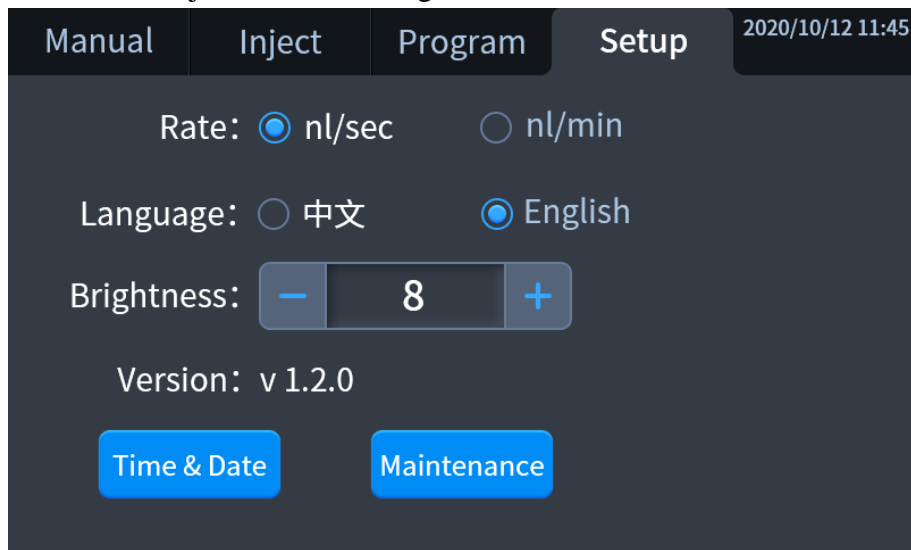 Manual Inject Program Setup 2020/10/12 11:45
Rate: nl/sec nl/min
Language: 中文 English
Brightness: − 8 +
Version: v 1.2.0
Time & Date Maintenance